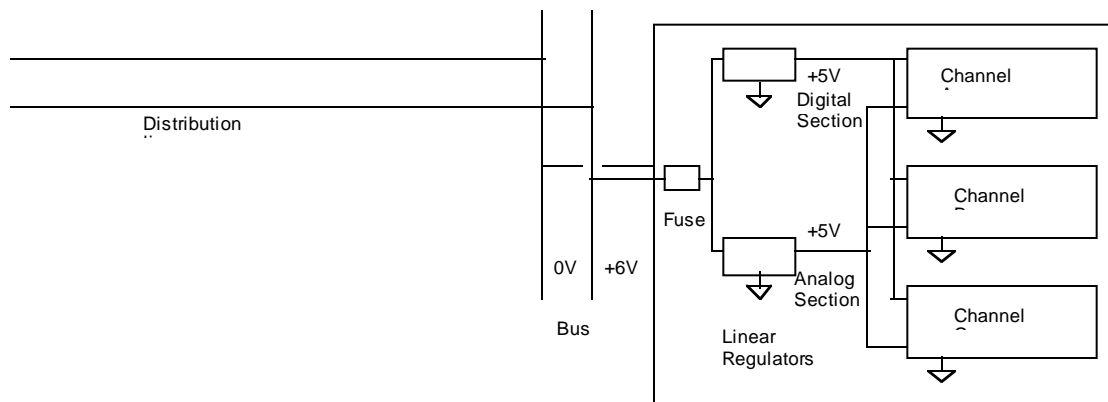 +5V
Digital
Section
Channel
Distribution
Channel
Fuse
+5V
0V
+6V
Analog
Section
Channel
Bus
Linear
Regulators